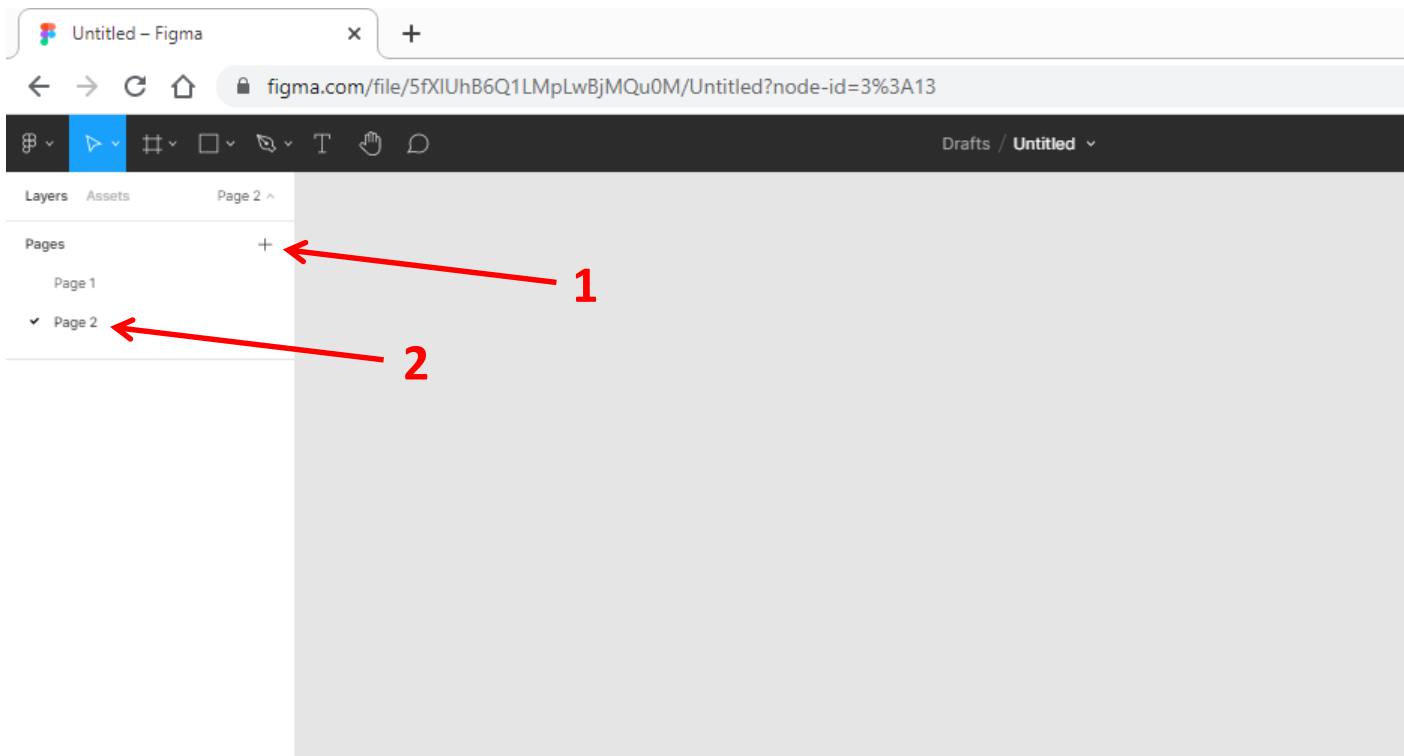 Untitled – Figma
figma.com/file/5fXIUhB6Q1LMpLwBjMQu0M/Untitled?node-id=3%3A13
Drafts / Untitled
Layers Assets Page 2
Pages
1
Page 1
Page 2
2